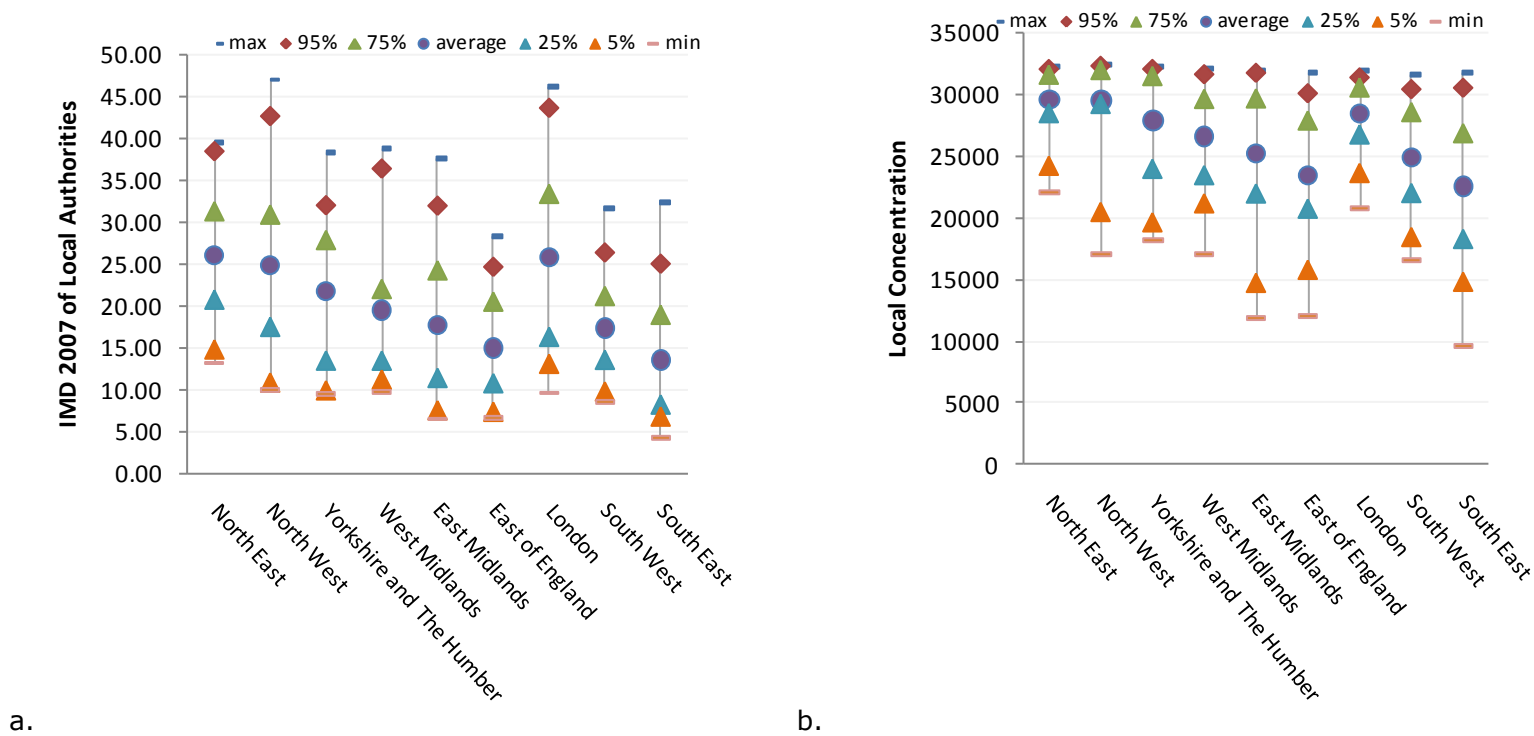 max 95% 75% average 25% 5% min
50.00
45.00
40.00
35.00
30.00
25.00
20.00
15.00
10.00
5.00
0.00
IMD 2007 of Local Authorities
North East
North West
Yorkshire and The Humber
West Midlands
East Midlands
East of England
London
South West
South East
a.
max 95% 75% average 25% 5% min
35000
30000
25000
20000
15000
10000
5000
0
Local Concentration
North East
North West
Yorkshire and The Humber
West Midlands
East Midlands
East of England
London
South West
South East
b.